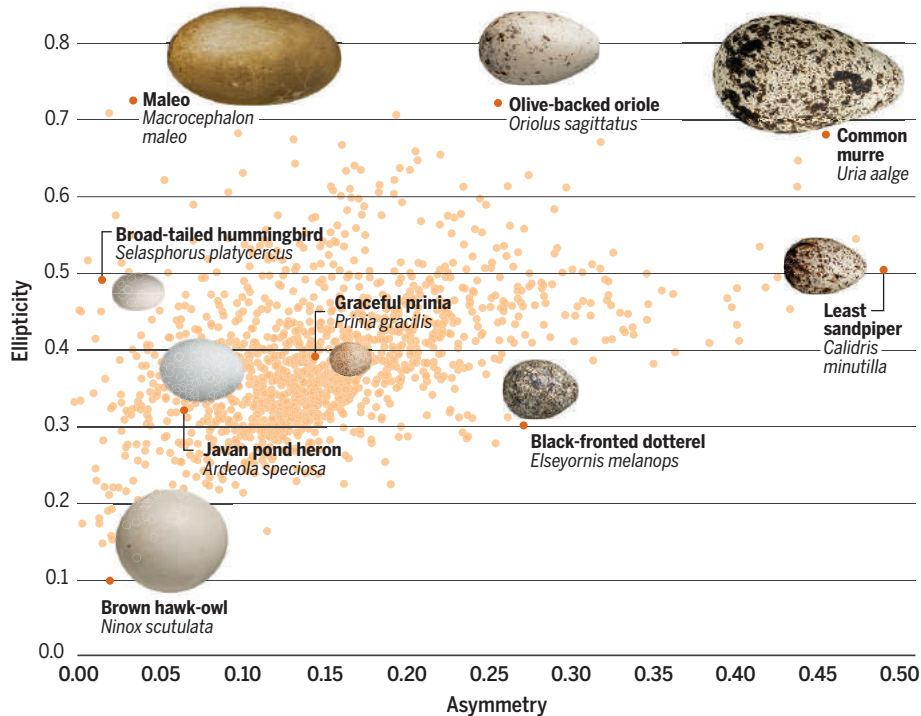 0.8
Maleo
Macrocephalon
maleo
Olive-backed oriole
Oriolus sagittatus
Common
murre
Uria aalge
0.7
0.6
Broad-tailed hummingbird
Selasphorus platycercus
0.5
Graceful prinia
Prinia gracilis
Least
sandpiper
Calidris
minutilla
Ellipticity
0.4
0.3
Javan pond heron
Ardeola speciosa
Black-fronted dotterel
Elseyornis melanops
0.2
0.1
Brown hawk-owl
Ninox scutulata
0.0
0.00 0.05 0.10 0.15 0.20 0.25 0.30 0.35 0.40 0.45 0.50
Asymmetry